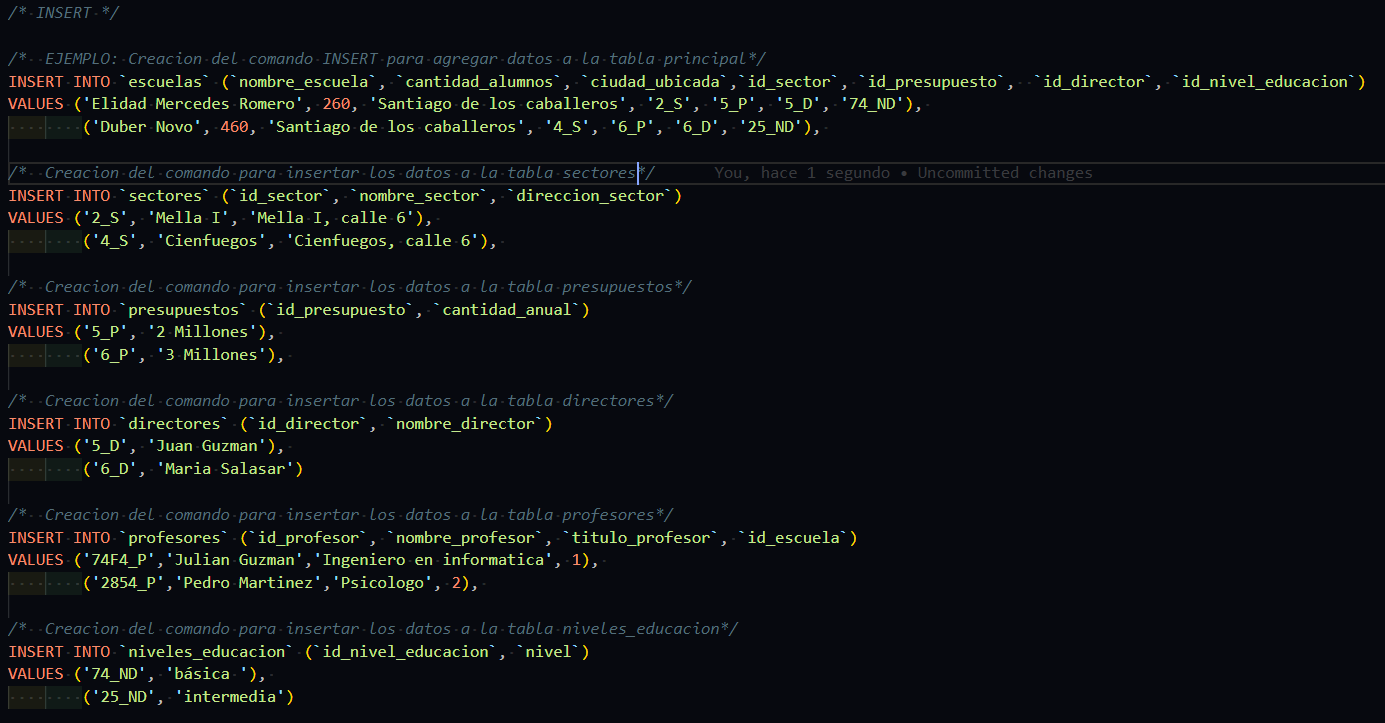 /* INSERT */
/*  EJEMPLO: Creacion del comando INSERT para agregar datos a la tabla principal*/
INSERT INTO `escuelas` (`nombre_escuela`, `cantidad_alumnos`, `ciudad_ubicada`,`id_sector`, `id_presupuesto`,  `id_director`, `id_nivel_educacion`)
VALUES ('Elidad Mercedes Romero', 260, 'Santiago de los caballeros', '2_S', '5_P', '5_D', '74_ND'),
        ('Duber Novo', 460, 'Santiago de los caballeros', '4_S', '6_P', '6_D', '25_ND'),
/*  Creacion del comando para insertar los datos a la tabla sectores*/ You, hace 1 segundo • Uncommitted changes
INSERT INTO `sectores` (`id_sector`, `nombre_sector`, `direccion_sector`)
VALUES ('2_S', 'Mella I', 'Mella I, calle 6'),
        ('4_S', 'Cienfuegos', 'Cienfuegos, calle 6'),
/*  Creacion del comando para insertar los datos a la tabla presupuestos*/
INSERT INTO `presupuestos` (`id_presupuesto`, `cantidad_anual`)
VALUES ('5_P', '2 Millones'),
        ('6_P', '3 Millones'),
/*  Creacion del comando para insertar los datos a la tabla directores*/
INSERT INTO `directores` (`id_director`, `nombre_director`)
VALUES ('5_D', 'Juan Guzman'),
        ('6_D', 'Maria Salasar')
/*  Creacion del comando para insertar los datos a la tabla profesores*/
INSERT INTO `profesores` (`id_profesor`, `nombre_profesor`, `titulo_profesor`, `id_escuela`)
VALUES ('74F4_P','Julian Guzman','Ingeniero en informatica', 1),
        ('2854_P','Pedro Martinez','Psicologo', 2),
/*  Creacion del comando para insertar los datos a la tabla niveles_educacion*/
INSERT INTO `niveles_educacion` (`id_nivel_educacion`, `nivel`)
VALUES ('74_ND', 'básica '),
        ('25_ND', 'intermedia')